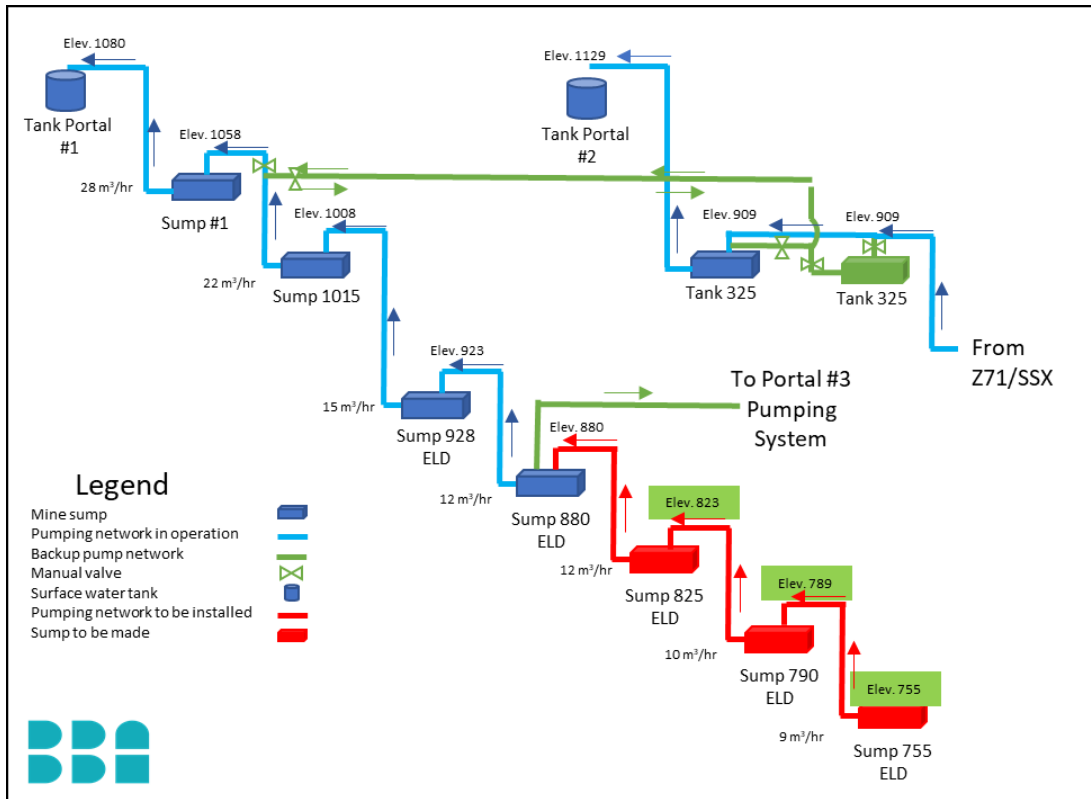 Elev. 1080
Elev. 1129
Tank Portal
#1
Tank Portal
#2
Elev. 1058
28 m³/hr
Sump #1
Elev. 1008
Elev. 909
Elev. 909
22 m³/hr
Sump 1015
Tank 325
Tank 325
Elev. 923
From
Z71/SSX
To Portal #3
Pumping
System
15 m³/hr
Sump 928
ELD
Elev. 880
12 m³/hr
Sump 880
ELD
Elev. 823
12 m³/hr
Sump 825
ELD
Elev. 789
10 m³/hr
Sump 790
ELD
Elev. 755
9 m³/hr
Sump 755
ELD
Legend
Mine sump
Pumping network in operation
Backup pump network
Manual valve
Surface water tank
Pumping network to be installed
Sump to be made
BBA